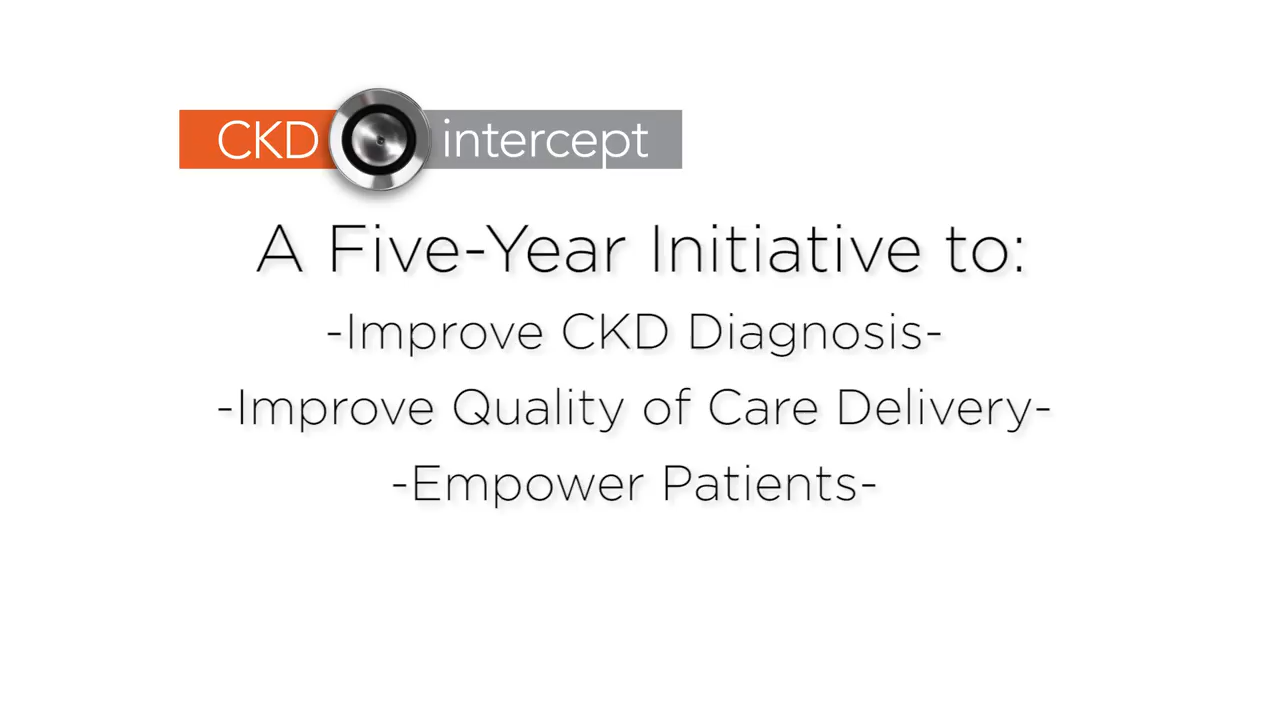 CKD intercept
A Five-Year Initiative to:
-Improve CKD Diagnosis-
-Improve Quality of Care Delivery-
-Empower Patients-